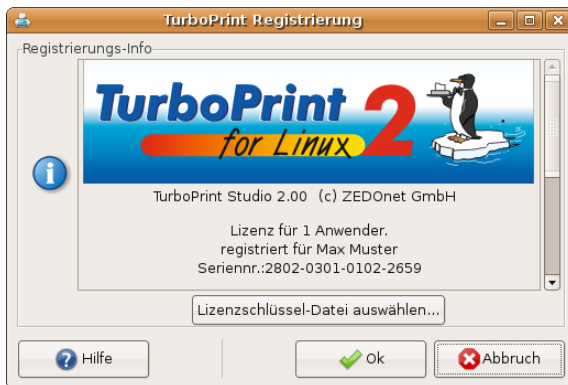 TurboPrint Registrierung
Registrierungs-Info
TurboPrint 2
for Linux
TurboPrint Studio 2.00 (c) ZEDOnet GmbH
Lizenz für 1 Anwender.
registriert für Max Muster
Seriennr.:2802-0301-0102-2659
Lizenzschlüssel-Datei auswählen...
Hilfe
Ok
Abbruch